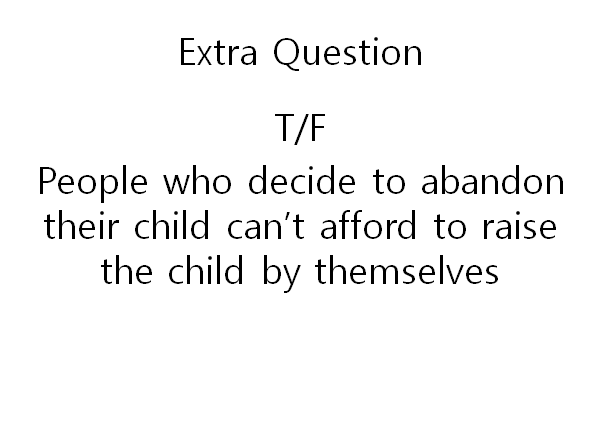 Extra Question
T/F
People who decide to abandon
their child can't afford to raise
the child by themselves